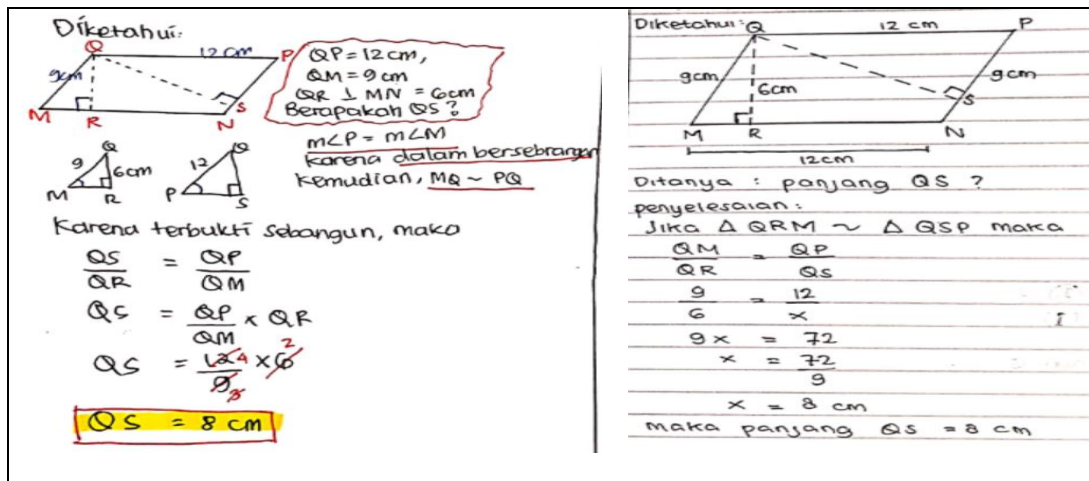 Diketahui:
Q 12 cm P
9cm
M R N S
QP = 12 cm,
QM = 9 cm
QR ⊥ MN = 6cm
Berapakah QS ?
m∠P = m∠M
karena dalam bersebrangan
kemudian, MQ ~ PQ
Q Q
9 6cm 12
M R P S
Karena terbukti sebangun, maka
QS/QR = QP/QM
QS = QP/QM × QR
QS = 12 4/9 3 × 6 2
QS = 8 cm
Diketahui: Q 12 cm P
9cm 6cm 9cm
S
M R N
12cm
Ditanya : panjang QS ?
penyelesaian :
Jika Δ QRM ~ Δ QSP maka
QM/QR = QP/QS
9/6 = 12/x
9x = 72
x = 72/9
x = 8 cm
maka panjang QS = 8 cm